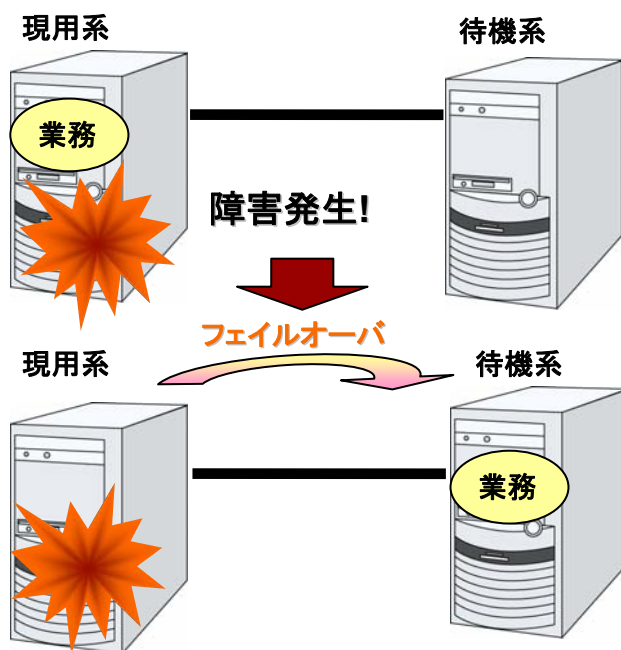 現用系
待機系
業務
障害発生!
フェイルオーバ
現用系
待機系
業務